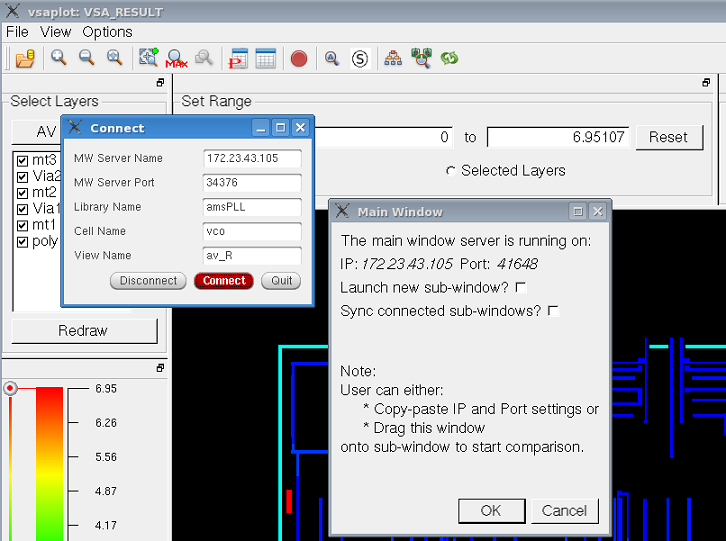 vsaplot: VSA_RESULT
File View Options
MAX
P
S
Select Layers
AV
mt3
Via2
mt2
Via1
mt1
poly
Redraw
Set Range
0 to 6.95107 Reset
Selected Layers
Connect
MW Server Name 172.23.43.105
MW Server Port 34376
Library Name amsPLL
Cell Name vco
View Name av_R
Disconnect Connect Quit
Main Window
The main window server is running on:
IP: 172.23.43.105 Port: 41648
Launch new sub-window?
Sync connected sub-windows?
Note:
User can either:
* Copy-paste IP and Port settings or
* Drag this window
onto sub-window to start comparison.
OK Cancel
6.95
6.26
5.56
4.87
4.17